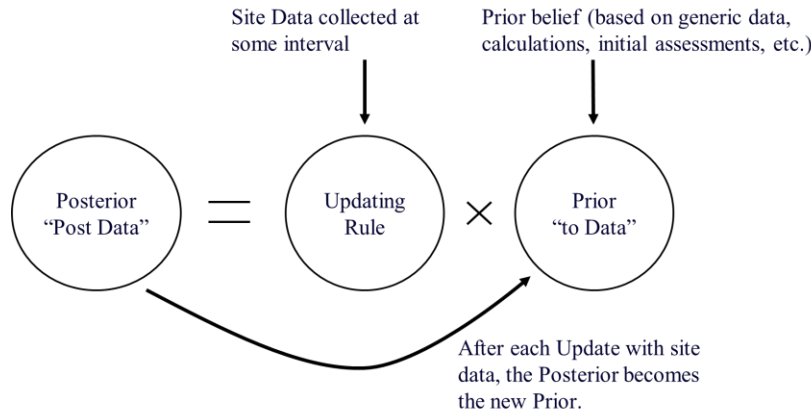 Site Data collected at
some interval
Prior belief (based on generic data,
calculations, initial assessments, etc.)
Posterior
“Post Data”
=
Updating
Rule
×
Prior
“to Data”
After each Update with site
data, the Posterior becomes
the new Prior.